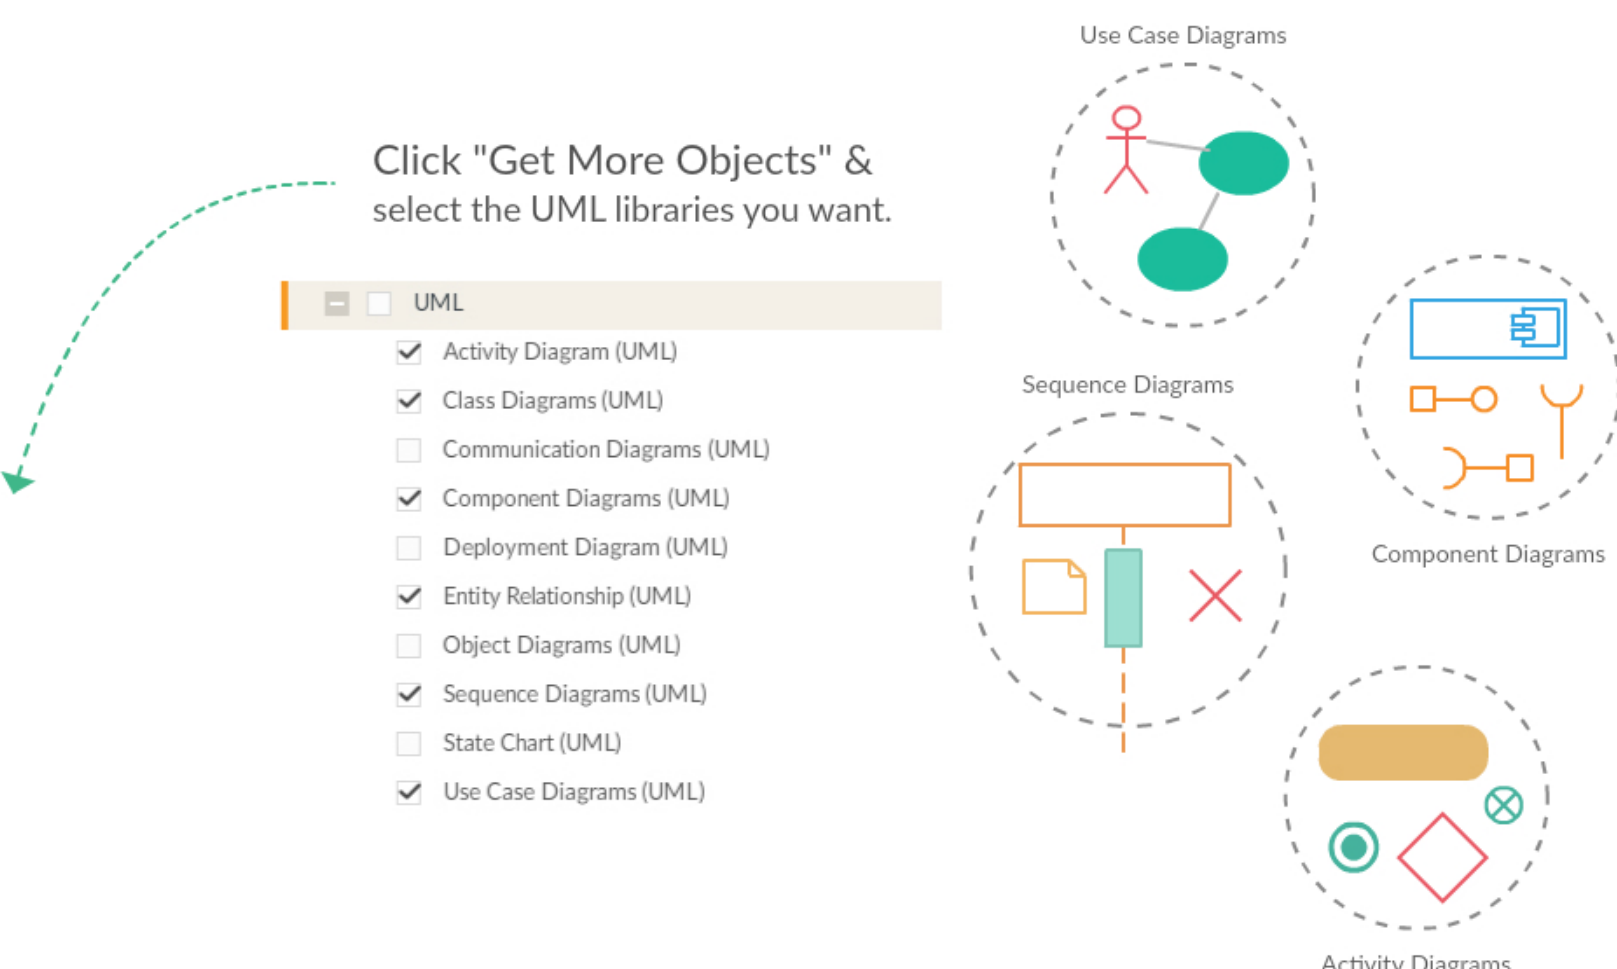 Use Case Diagrams
Click "Get More Objects" &
select the UML libraries you want.
UML
Activity Diagram (UML)
Class Diagrams (UML)
Communication Diagrams (UML)
Component Diagrams (UML)
Deployment Diagram (UML)
Entity Relationship (UML)
Object Diagrams (UML)
Sequence Diagrams (UML)
State Chart (UML)
Use Case Diagrams (UML)
Sequence Diagrams
Component Diagrams
Activity Diagrams